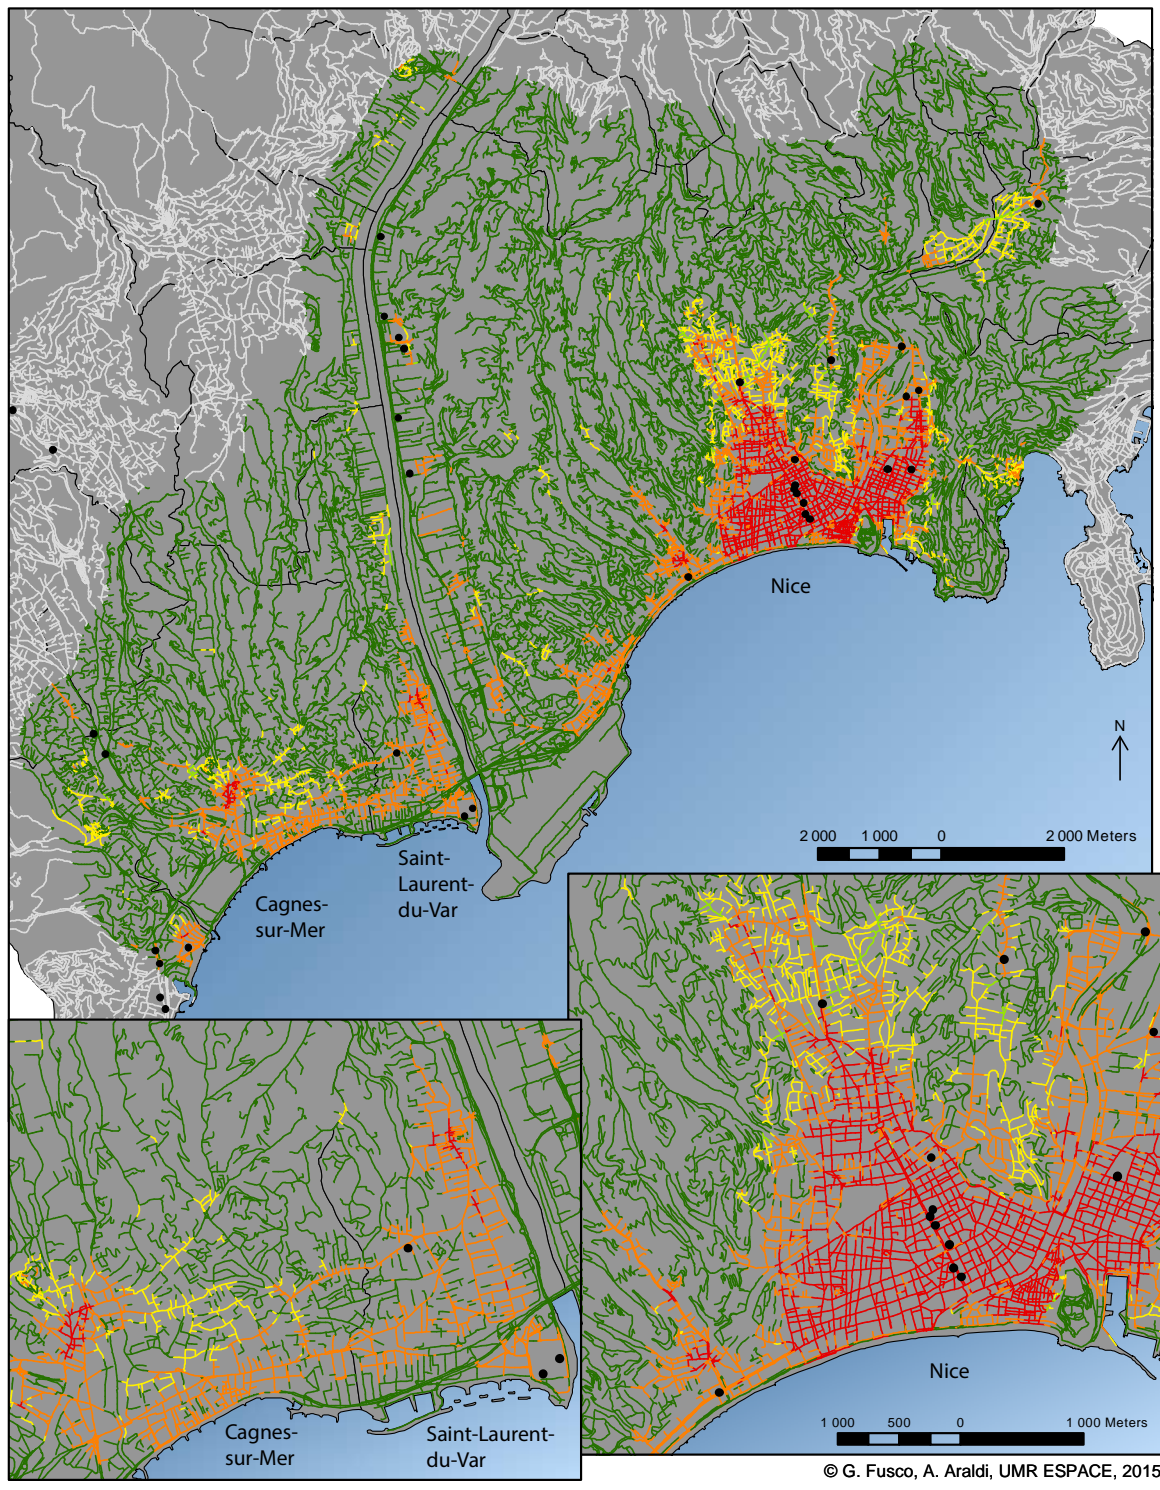 Nice
N
2 000 1 000 0 2 000 Meters
Saint-
Laurent-
du-Var
Cagnes-
sur-Mer
Nice
1 000 500 0 1 000 Meters
Cagnes-
sur-Mer
Saint-Laurent-
du-Var
© G. Fusco, A. Araldi, UMR ESPACE, 2015